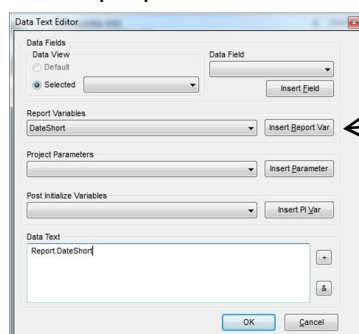 Data Text Editor
Data Fields
Data View
Data Field
Default
Selected
Insert Field
Report Variables
DateShort
Insert Report Var
Project Parameters
Insert Parameter
Post Initialize Variables
Insert PI Var
Data Text
Report.DateShort
+
&
OK
Cancel